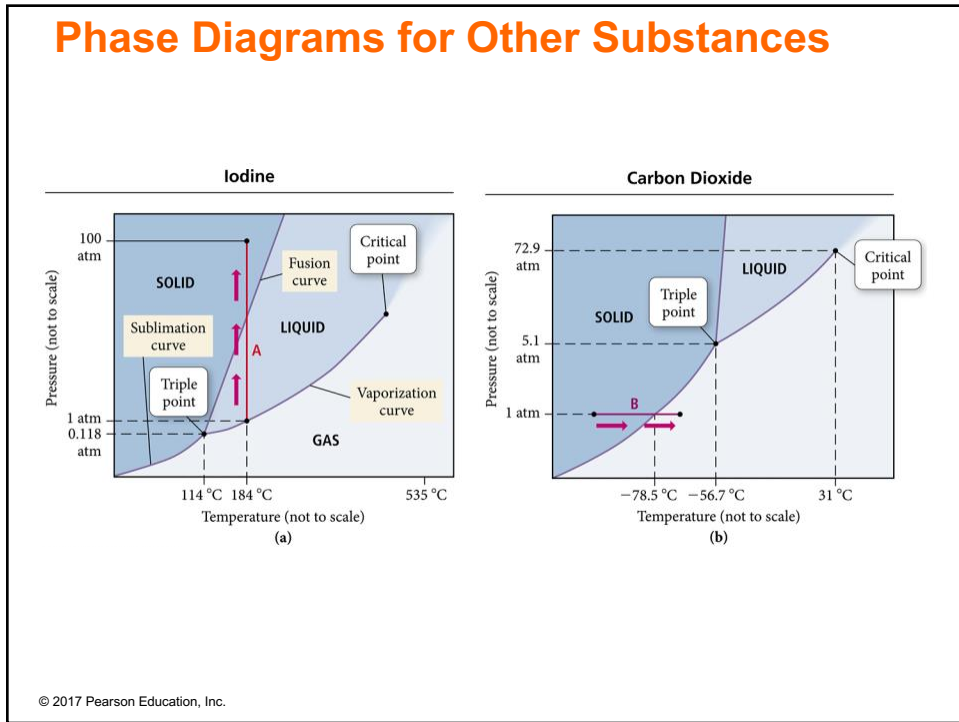 Phase Diagrams for Other Substances
Iodine
Pressure (not to scale)
100
atm
1 atm
0.118
atm
SOLID
Sublimation
curve
Triple
point
Fusion
curve
LIQUID
A
Critical
point
Vaporization
curve
GAS
114 °C 184 °C 535 °C
Temperature (not to scale)
(a)
Carbon Dioxide
Pressure (not to scale)
72.9
atm
5.1
atm
1 atm
SOLID
Triple
point
LIQUID
Critical
point
B
−78.5 °C −56.7 °C 31 °C
Temperature (not to scale)
(b)
© 2017 Pearson Education, Inc.